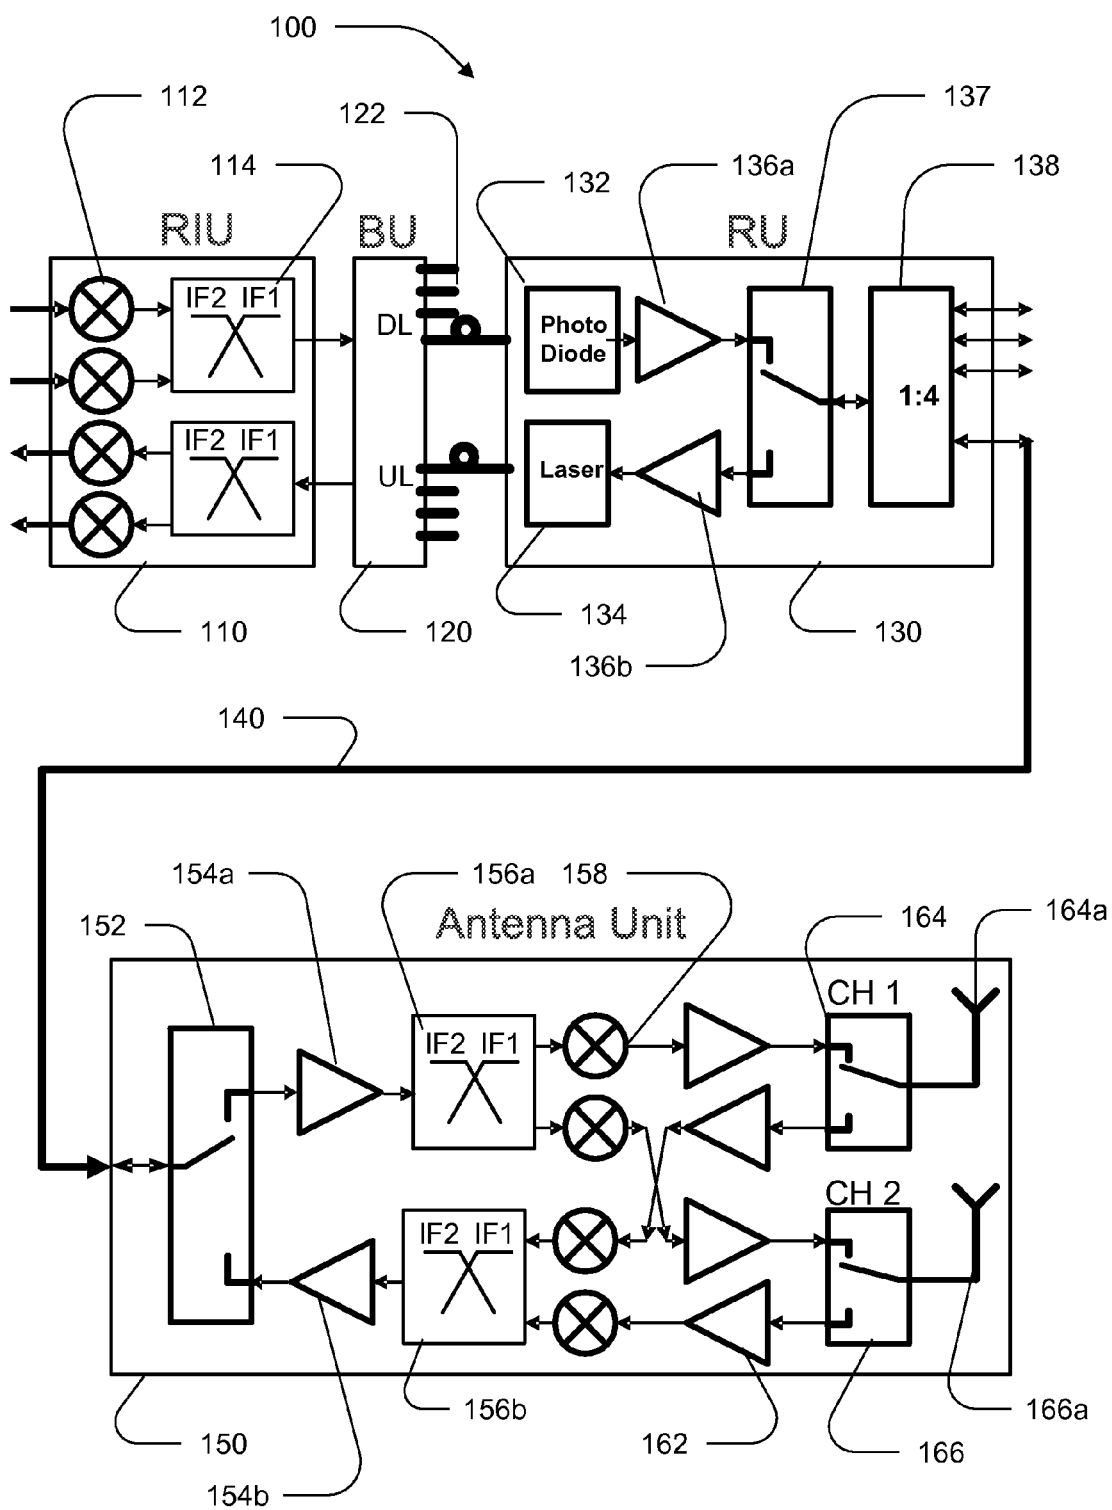 100
112
137
122
114
136a
138
132
RIU
BU
RU
IF2 IF1
DL
Photo
Diode
1:4
IF2 IF1
UL
Laser
134
110
120
130
136b
140
154a
156a
158
164
164a
152
Antenna Unit
CH 1
IF2 IF1
CH 2
IF2 IF1
156b
166a
150
162
166
154b